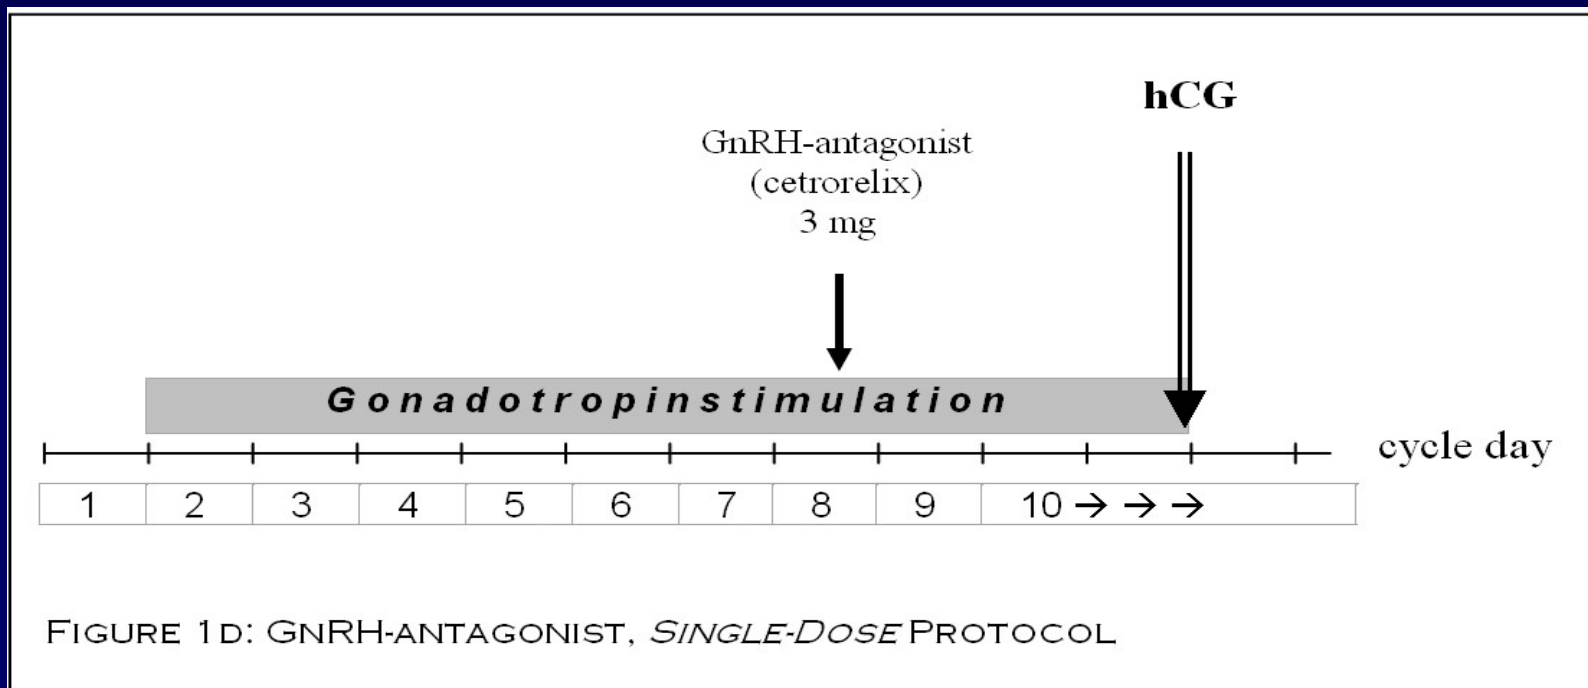 hCG
GnRH-antagonist
(cetrorelix)
3 mg
Gonadotropinstimulation
cycle day
1 2 3 4 5 6 7 8 9 10 → → →
FIGURE 1D: GNRH-ANTAGONIST, SINGLE-DOSE PROTOCOL